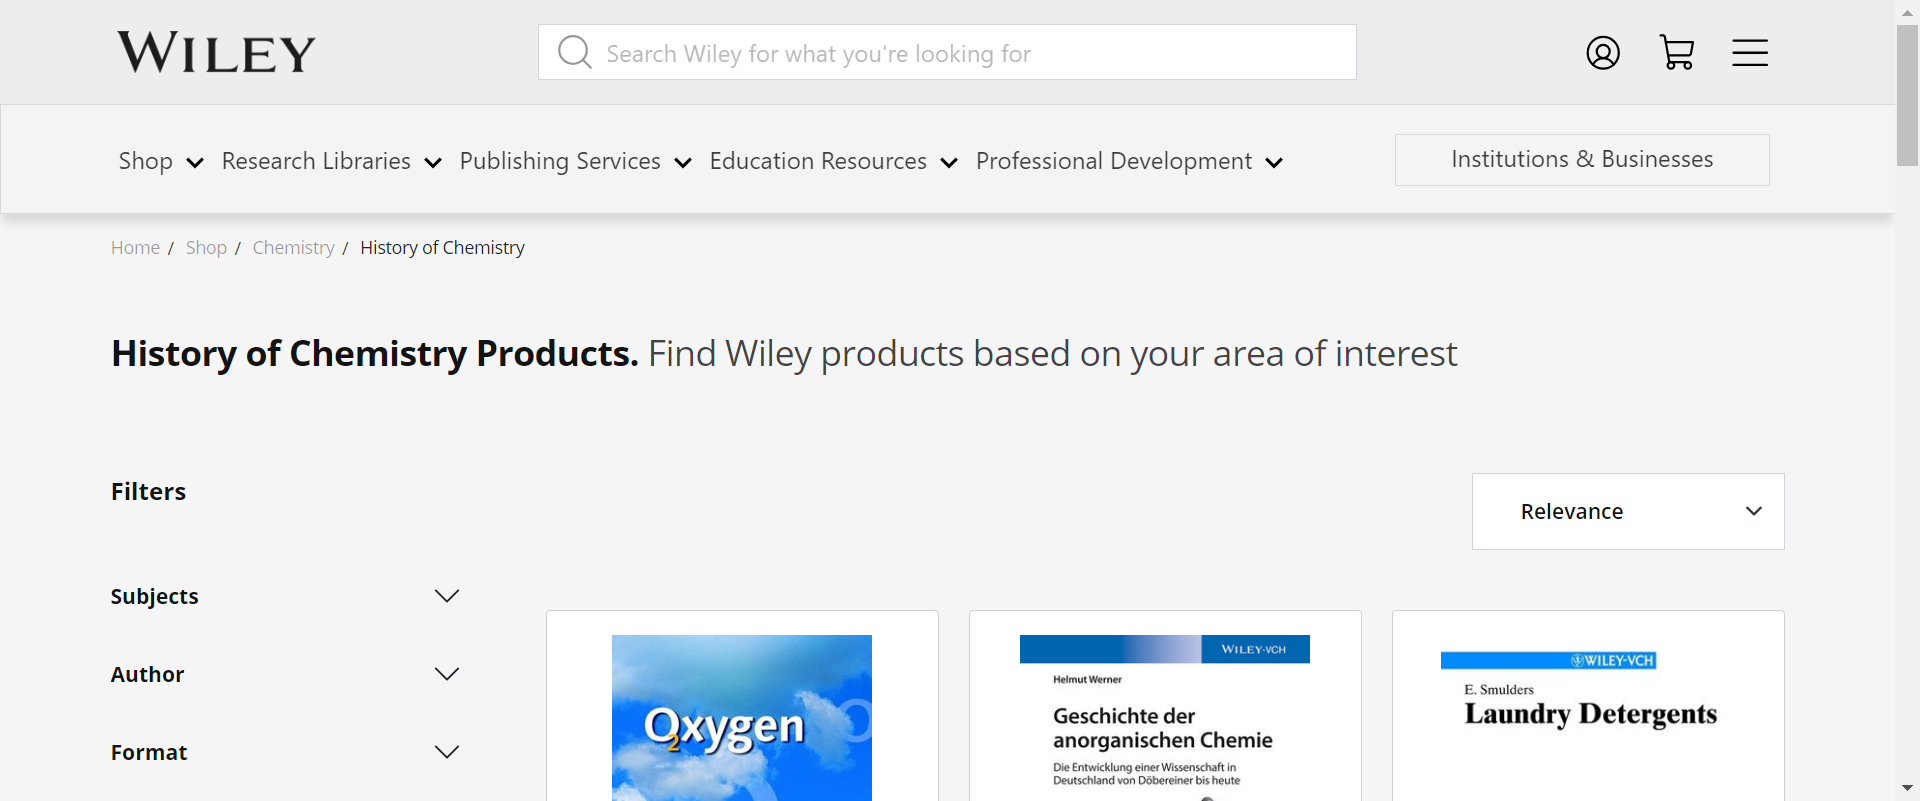 WILEY
Search Wiley for what you're looking for
Shop Research Libraries Publishing Services Education Resources Professional Development Institutions & Businesses
Home / Shop / Chemistry / History of Chemistry
History of Chemistry Products. Find Wiley products based on your area of interest
Filters
Relevance
Subjects
Author
Format
O2xygen
WILEY-VCH
Helmut Werner
Geschichte der
anorganischen Chemie
Die Entwicklung einer Wissenschaft in
Deutschland von Döbereiner bis heute
WILEY-VCH
E. Smulders
Laundry Detergents